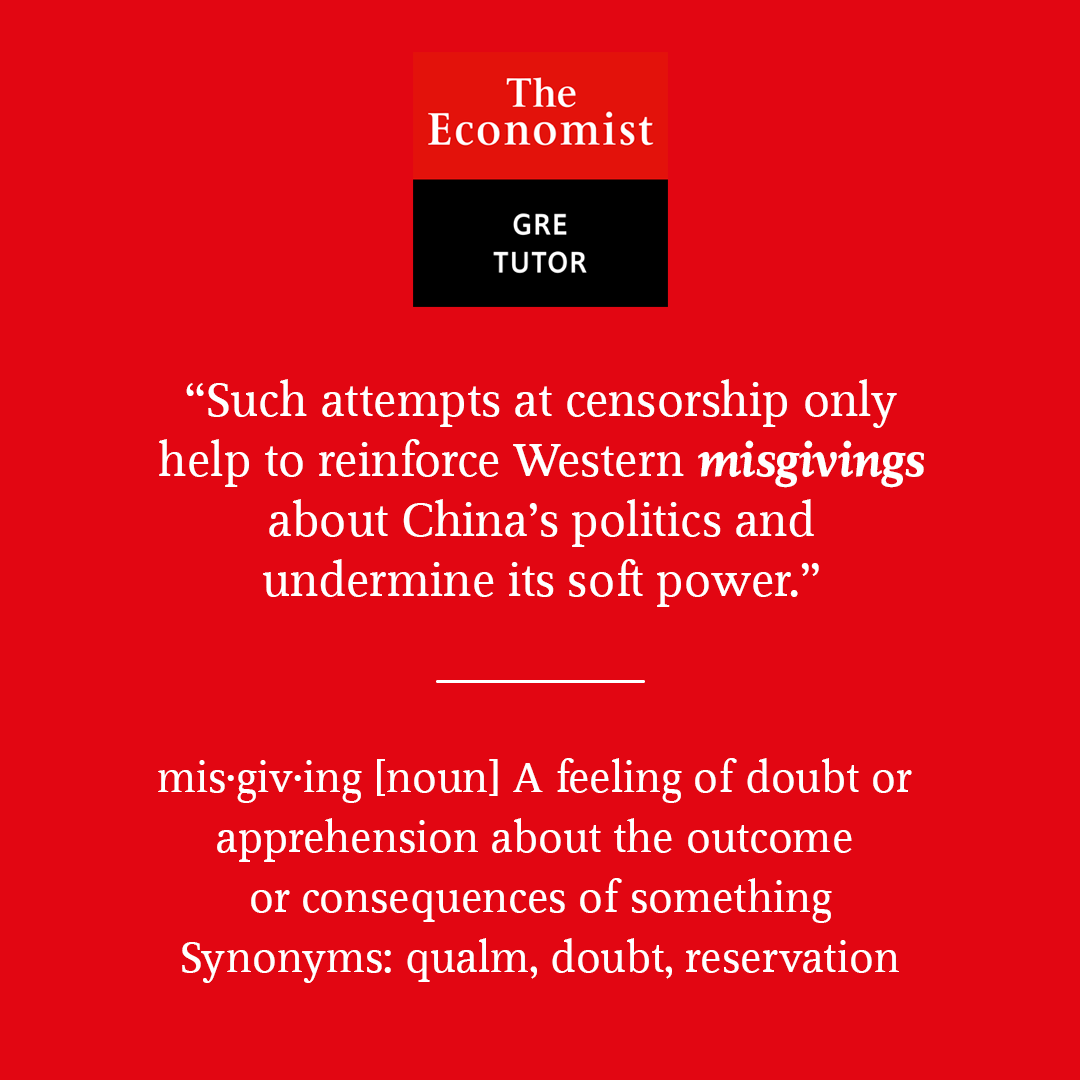 The
Economist
GRE
TUTOR
“Such attempts at censorship only
help to reinforce Western misgivings
about China’s politics and
undermine its soft power.”
mis·giv·ing [noun] A feeling of doubt or
apprehension about the outcome
or consequences of something
Synonyms: qualm, doubt, reservation